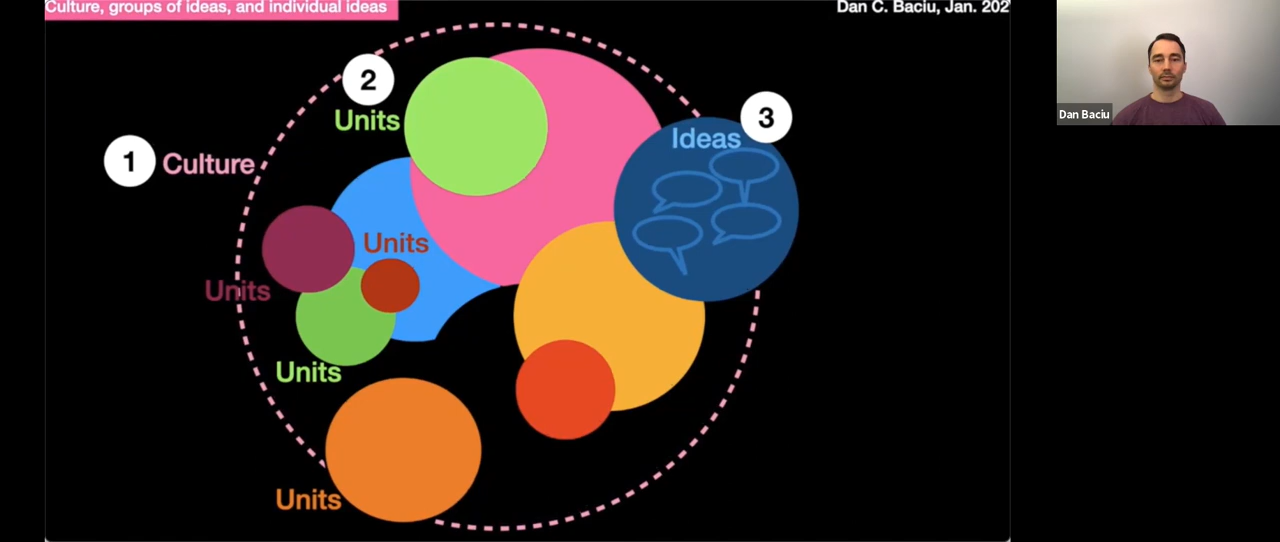 Culture, groups of ideas, and individual ideas
Dan C. Baciu, Jan. 202
2
Units
3
Ideas
1
Culture
Units
Units
Units
Units
Dan Baciu